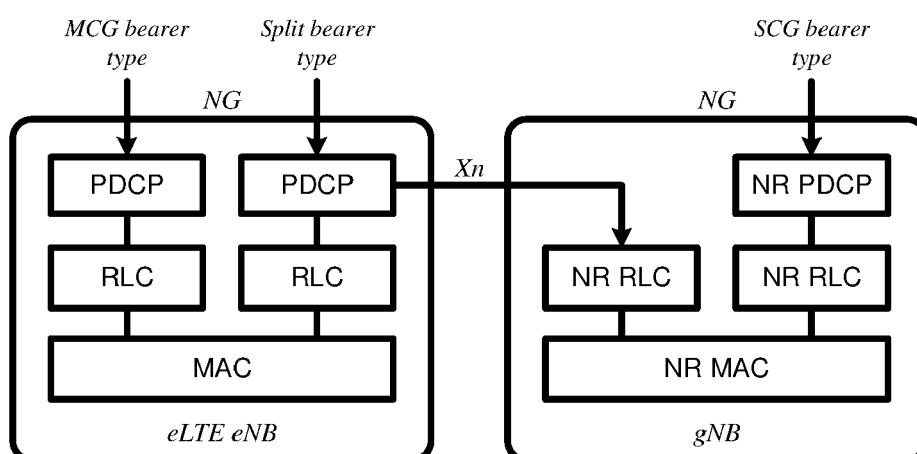 MCG bearer
type
Split bearer
type
SCG bearer
type
NG
NG
PDCP
PDCP
Xn
NR PDCP
RLC
RLC
NR RLC
NR RLC
MAC
NR MAC
eLTE eNB
gNB